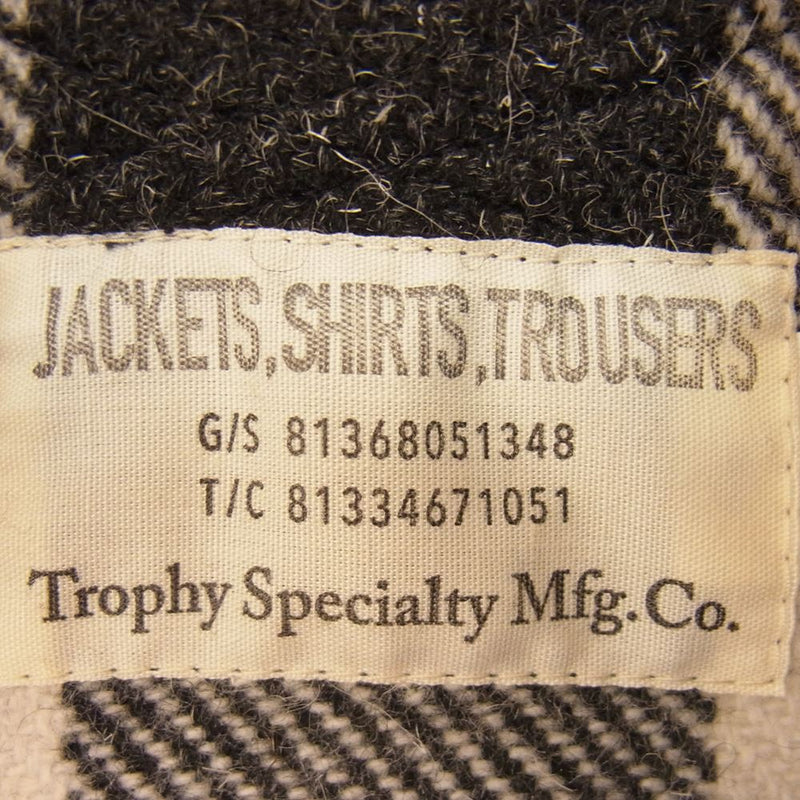 JACKETS,SHIRTS,TROUSERS
G/S 81368051348
T/C 81334671051
Trophy Specialty Mfg.Co.